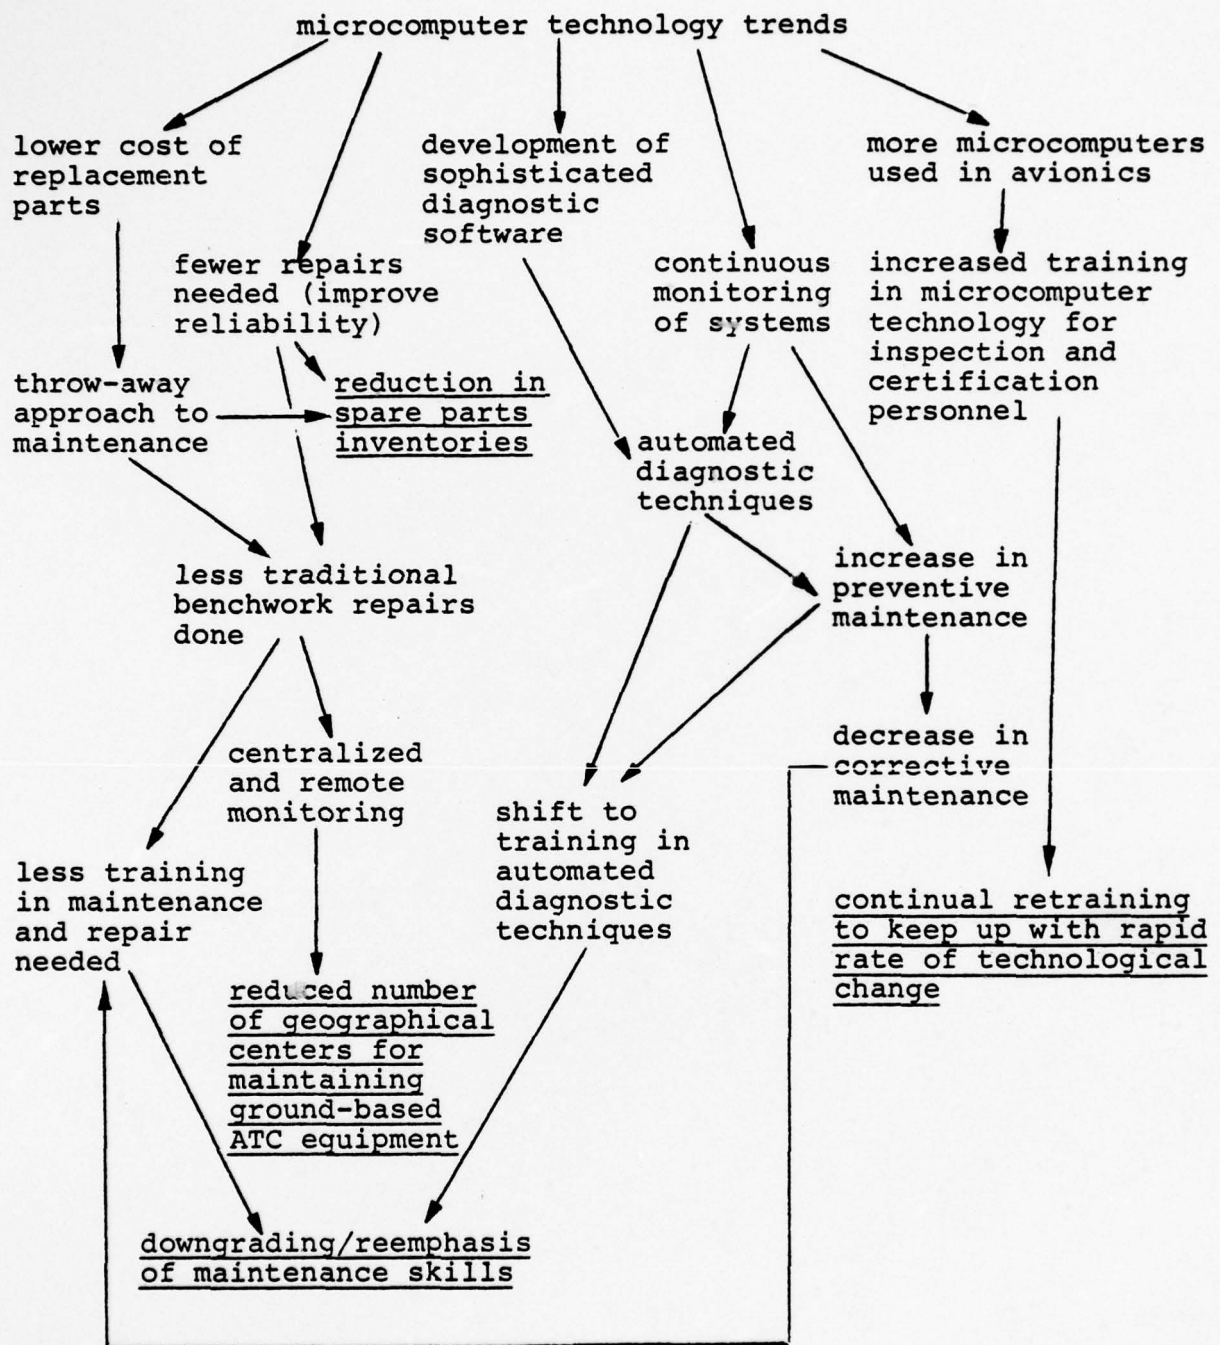 microcomputer technology trends
lower cost of
replacement
parts
development of
sophisticated
diagnostic
software
more microcomputers
used in avionics
fewer repairs
needed (improve
reliability)
continuous
monitoring
of systems
increased training
in microcomputer
technology for
inspection and
certification
personnel
throw-away
approach to
maintenance
reduction in
spare parts
inventories
automated
diagnostic
techniques
less traditional
benchwork repairs
done
increase in
preventive
maintenance
centralized
and remote
monitoring
decrease in
corrective
maintenance
shift to
training in
automated
diagnostic
techniques
less training
in maintenance
and repair
needed
continual retraining
to keep up with rapid
rate of technological
change
reduced number
of geographical
centers for
maintaining
ground-based
ATC equipment
downgrading/reemphasis
of maintenance skills